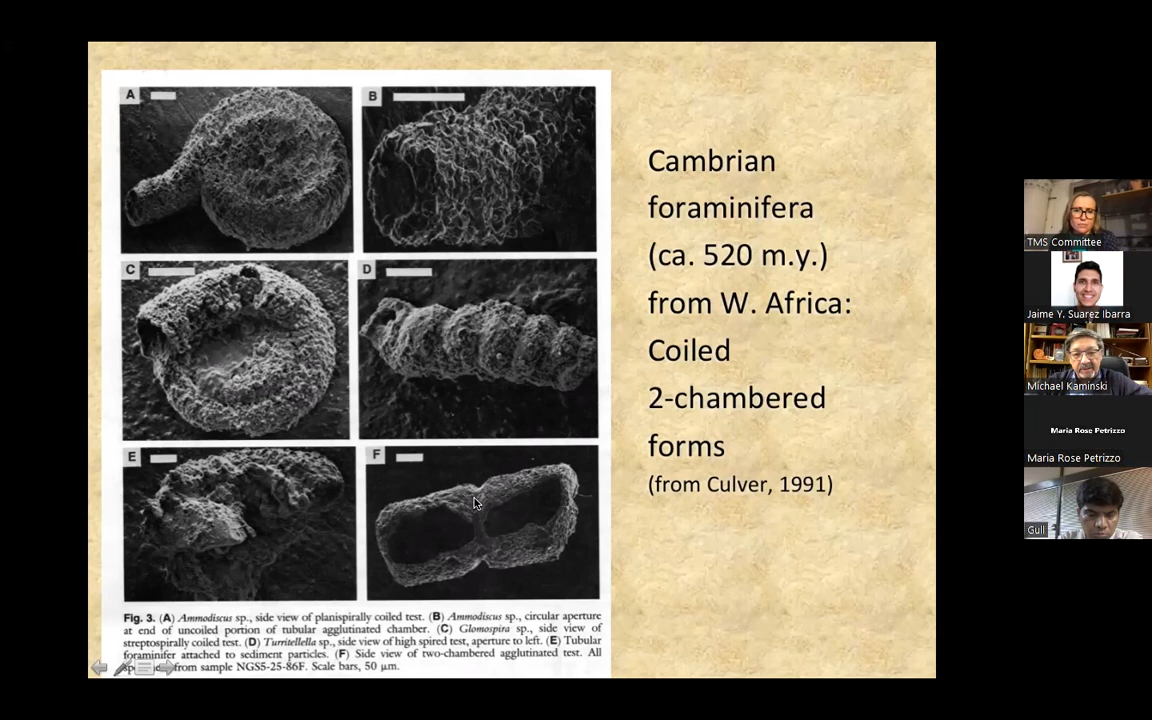 A
B
C
D
E
F
Fig. 3. (A) Ammodiscus sp., side view of planispirally coiled test. (B) Ammodiscus sp., circular aperture
at end of uncoiled portion of tubular agglutinated chamber. (C) Glomospira sp., side view of
streptospirally coiled test. (D) Turritellella sp., side view of high spired test, aperture to left. (E) Tubular
foraminifer attached to sediment particles. (F) Side view of two-chambered agglutinated test. All
from sample NGS5-25-86F. Scale bars, 50 μm.
Cambrian
foraminifera
(ca. 520 m.y.)
from W. Africa:
Coiled
2-chambered
forms
(from Culver, 1991)
TMS Committee
Jaime Y. Suarez Ibarra
Michael Kaminski
Maria Rose Petrizzo
Maria Rose Petrizzo
Gull